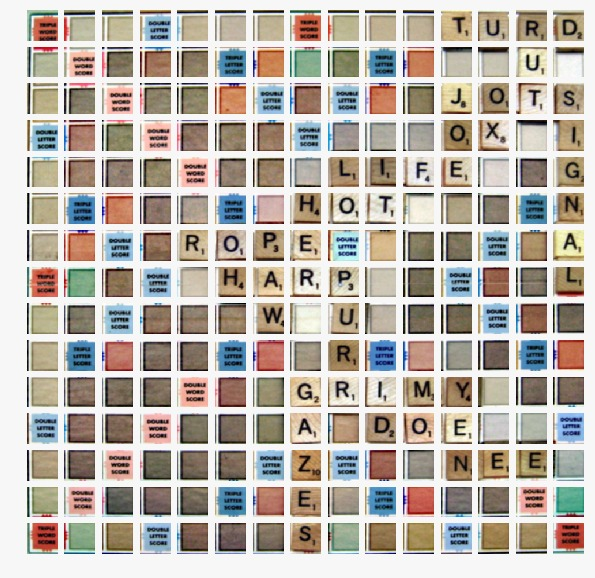 TRIPLE WORD SCORE DOUBLE LETTER SCORE TRIPLE WORD SCORE T1 U1 R1 D2
DOUBLE WORD SCORE TRIPLE LETTER SCORE TRIPLE LETTER SCORE U1
DOUBLE WORD SCORE DOUBLE LETTER SCORE DOUBLE LETTER SCORE J8 O1 T1 S1
DOUBLE LETTER SCORE DOUBLE WORD SCORE DOUBLE LETTER SCORE O1 X8 I1
DOUBLE WORD SCORE L1 I1 F4 E1 G2
TRIPLE LETTER SCORE TRIPLE LETTER SCORE H4 O1 T1 TRIPLE LETTER SCORE N1
DOUBLE LETTER SCORE R1 O1 P3 E1 DOUBLE LETTER SCORE DOUBLE LETTER SCORE A1
TRIPLE WORD SCORE DOUBLE LETTER SCORE H4 A1 R1 P3 DOUBLE LETTER SCORE L1
DOUBLE LETTER SCORE W4 U1 DOUBLE LETTER SCORE
TRIPLE LETTER SCORE TRIPLE LETTER SCORE R1 TRIPLE LETTER SCORE TRIPLE LETTER SCORE
DOUBLE WORD SCORE G2 R1 I1 M3 Y4
DOUBLE LETTER SCORE DOUBLE WORD SCORE A1 D2 O1 E1 DOUBLE LETTER SCORE
DOUBLE WORD SCORE DOUBLE LETTER SCORE Z10 DOUBLE LETTER SCORE N1 E1 E1
DOUBLE WORD SCORE TRIPLE LETTER SCORE E1 TRIPLE LETTER SCORE DOUBLE WORD SCORE
TRIPLE WORD SCORE DOUBLE LETTER SCORE S1 DOUBLE LETTER SCORE TRIPLE WORD SCORE